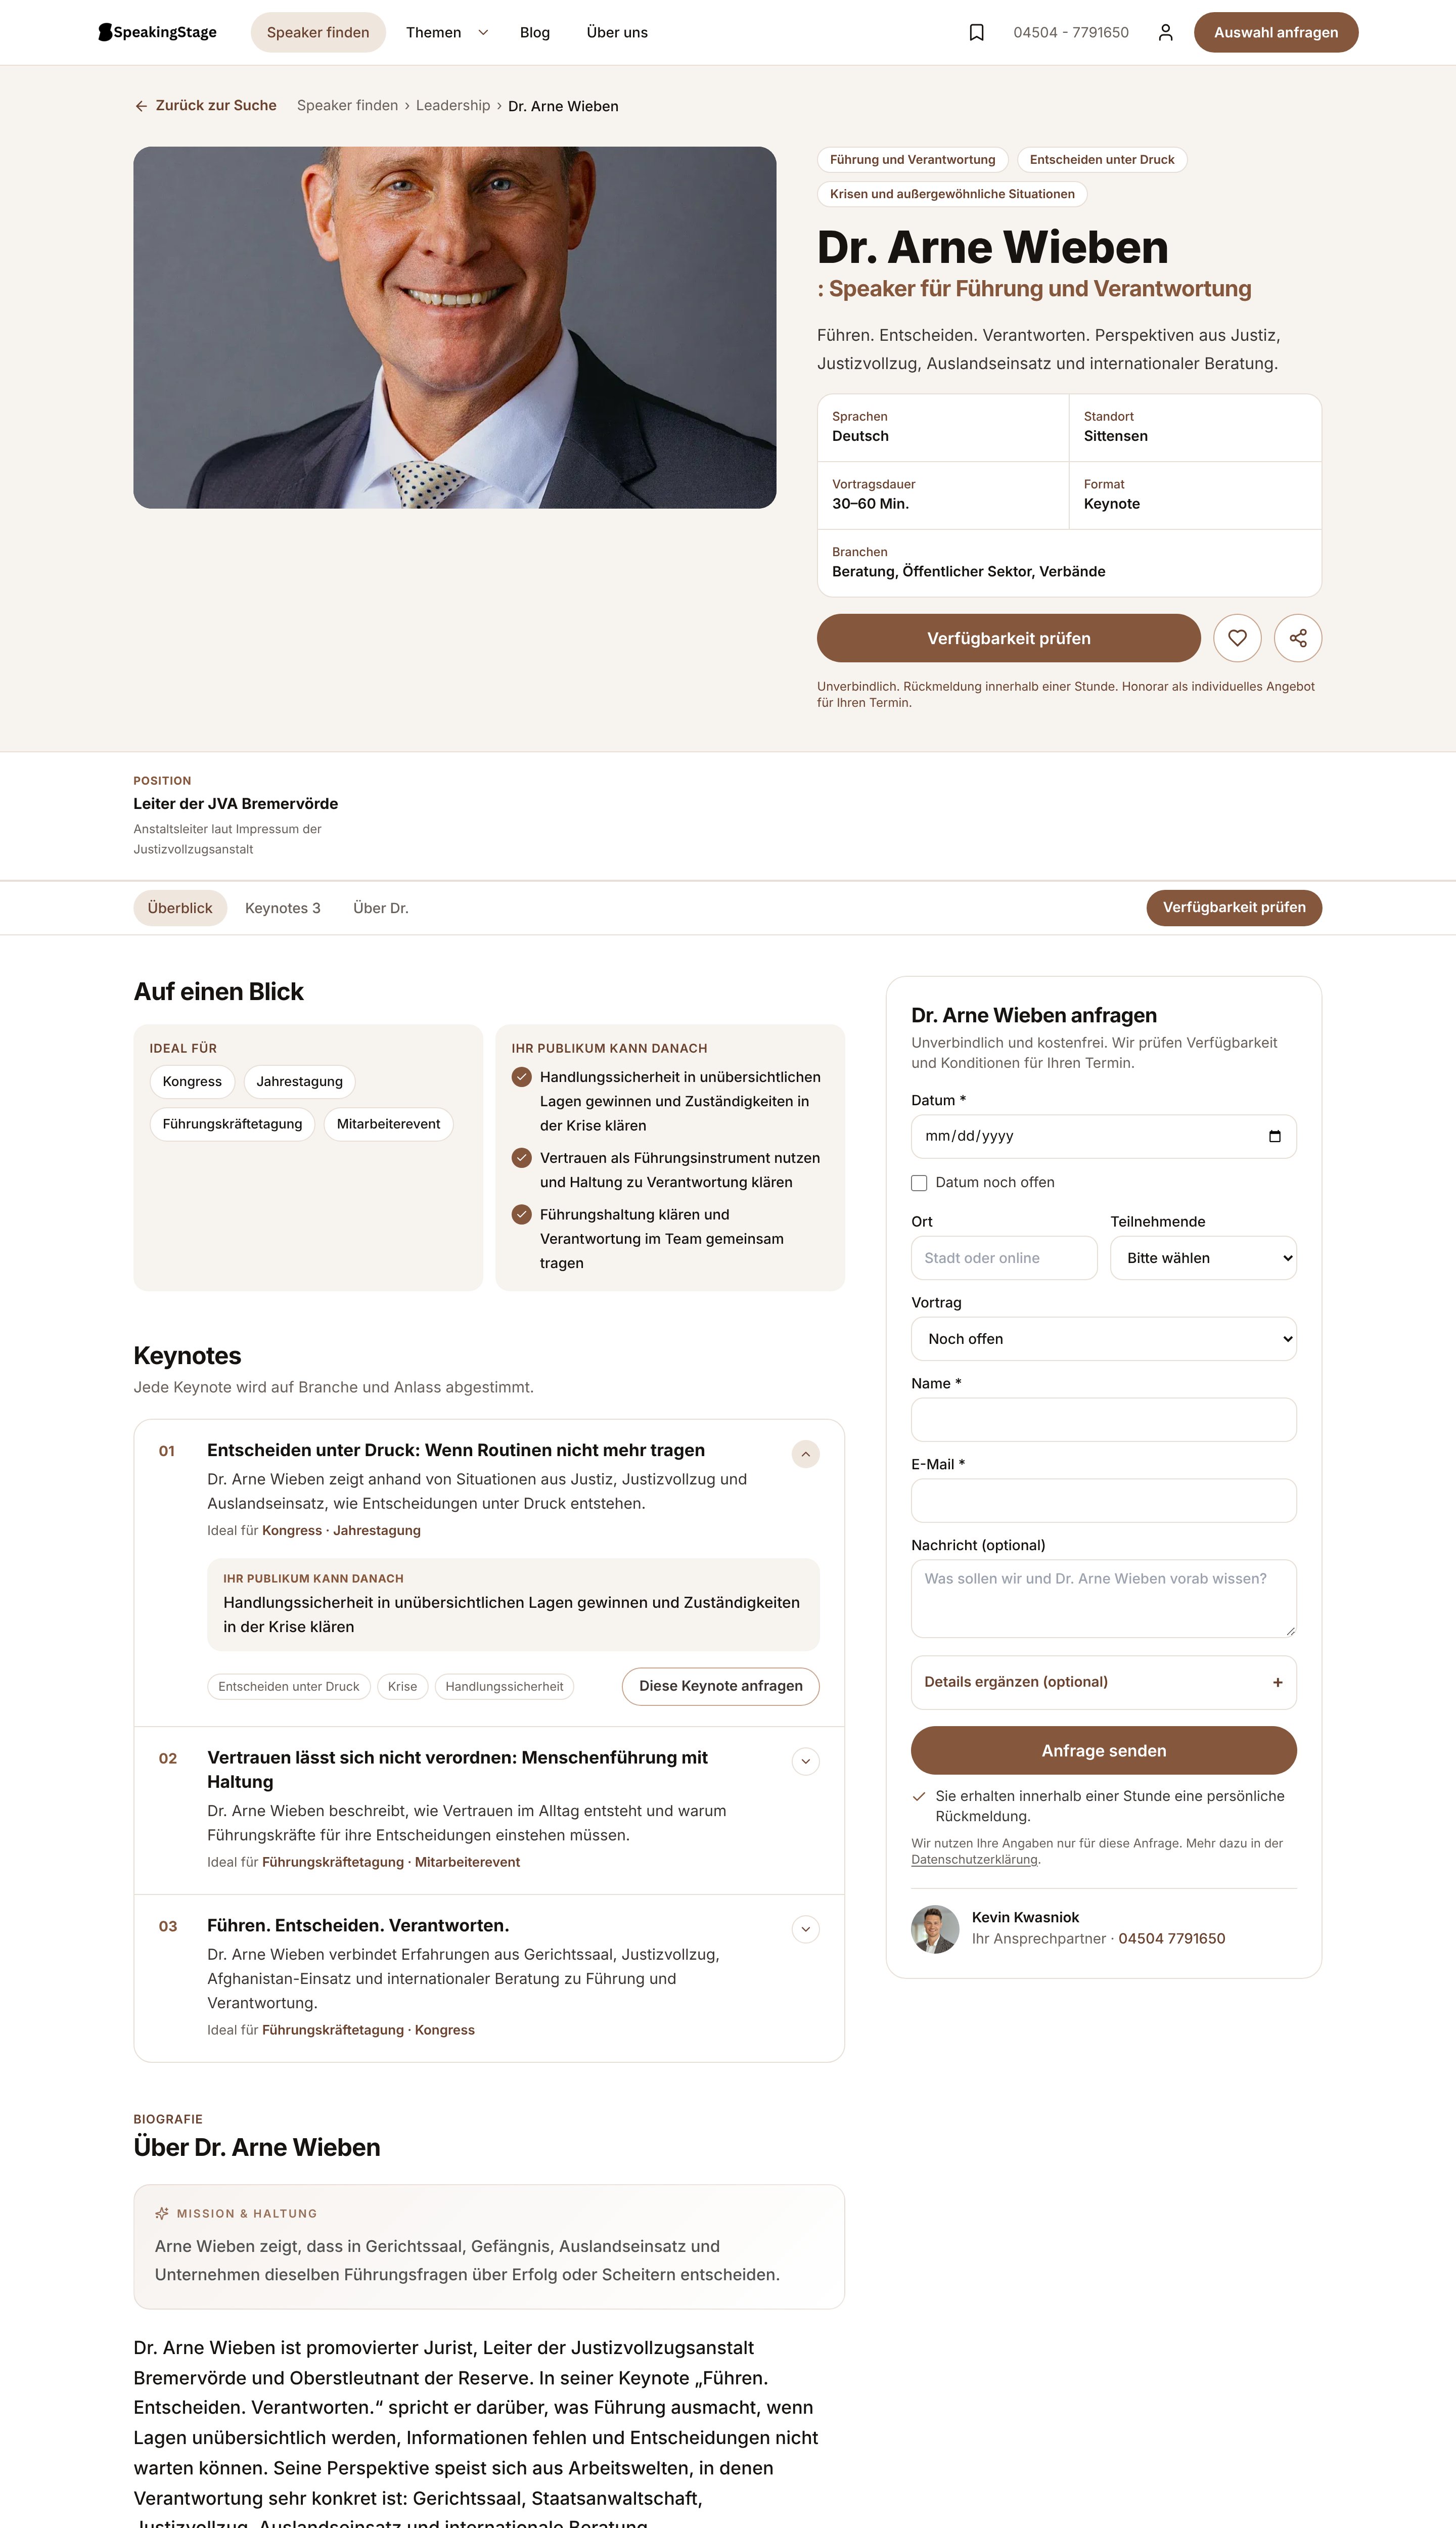 SpeakingStage
Speaker finden
Themen
Blog
Über uns
04504 - 7791650
Auswahl anfragen
Zurück zur Suche
Speaker finden › Leadership › Dr. Arne Wieben
Führung und Verantwortung
Entscheiden unter Druck
Krisen und außergewöhnliche Situationen
Dr. Arne Wieben
: Speaker für Führung und Verantwortung
Führen. Entscheiden. Verantworten. Perspektiven aus Justiz,
Justizvollzug, Auslandseinsatz und internationaler Beratung.
Sprachen
Deutsch
Standort
Sittensen
Vortragsdauer
30–60 Min.
Format
Keynote
Branchen
Beratung, Öffentlicher Sektor, Verbände
Verfügbarkeit prüfen
Unverbindlich. Rückmeldung innerhalb einer Stunde. Honorar als individuelles Angebot
für Ihren Termin.
POSITION
Leiter der JVA Bremervörde
Anstaltsleiter laut Impressum der
Justizvollzugsanstalt
Überblick
Keynotes 3
Über Dr.
Verfügbarkeit prüfen
Auf einen Blick
IDEAL FÜR
Kongress
Jahrestagung
Führungskräftetagung
Mitarbeiterevent
IHR PUBLIKUM KANN DANACH
Handlungssicherheit in unübersichtlichen
Lagen gewinnen und Zuständigkeiten in
der Krise klären
Vertrauen als Führungsinstrument nutzen
und Haltung zu Verantwortung klären
Führungshaltung klären und
Verantwortung im Team gemeinsam
tragen
Keynotes
Jede Keynote wird auf Branche und Anlass abgestimmt.
01
Entscheiden unter Druck: Wenn Routinen nicht mehr tragen
Dr. Arne Wieben zeigt anhand von Situationen aus Justiz, Justizvollzug und
Auslandseinsatz, wie Entscheidungen unter Druck entstehen.
Ideal für Kongress · Jahrestagung
IHR PUBLIKUM KANN DANACH
Handlungssicherheit in unübersichtlichen Lagen gewinnen und Zuständigkeiten
in der Krise klären
Entscheiden unter Druck
Krise
Handlungssicherheit
Diese Keynote anfragen
02
Vertrauen lässt sich nicht verordnen: Menschenführung mit
Haltung
Dr. Arne Wieben beschreibt, wie Vertrauen im Alltag entsteht und warum
Führungskräfte für ihre Entscheidungen einstehen müssen.
Ideal für Führungskräftetagung · Mitarbeiterevent
03
Führen. Entscheiden. Verantworten.
Dr. Arne Wieben verbindet Erfahrungen aus Gerichtssaal, Justizvollzug,
Afghanistan-Einsatz und internationaler Beratung zu Führung und
Verantwortung.
Ideal für Führungskräftetagung · Kongress
Dr. Arne Wieben anfragen
Unverbindlich und kostenfrei. Wir prüfen Verfügbarkeit
und Konditionen für Ihren Termin.
Datum *
mm/dd/yyyy
Datum noch offen
Ort
Stadt oder online
Teilnehmende
Bitte wählen
Vortrag
Noch offen
Name *
E-Mail *
Nachricht (optional)
Was sollen wir und Dr. Arne Wieben vorab wissen?
Details ergänzen (optional)
+
Anfrage senden
Sie erhalten innerhalb einer Stunde eine persönliche
Rückmeldung.
Wir nutzen Ihre Angaben nur für diese Anfrage. Mehr dazu in der
Datenschutzerklärung.
Kevin Kwasniok
Ihr Ansprechpartner · 04504 7791650
BIOGRAFIE
Über Dr. Arne Wieben
MISSION & HALTUNG
Arne Wieben zeigt, dass in Gerichtssaal, Gefängnis, Auslandseinsatz und
Unternehmen dieselben Führungsfragen über Erfolg oder Scheitern entscheiden.
Dr. Arne Wieben ist promovierter Jurist, Leiter der Justizvollzugsanstalt
Bremervörde und Oberstleutnant der Reserve. In seiner Keynote „Führen.
Entscheiden. Verantworten.“ spricht er darüber, was Führung ausmacht, wenn
Lagen unübersichtlich werden, Informationen fehlen und Entscheidungen nicht
warten können. Seine Perspektive speist sich aus Arbeitswelten, in denen
Verantwortung sehr konkret ist: Gerichtssaal, Staatsanwaltschaft,
Justizvollzug, Auslandseinsatz und internationale Beratung.